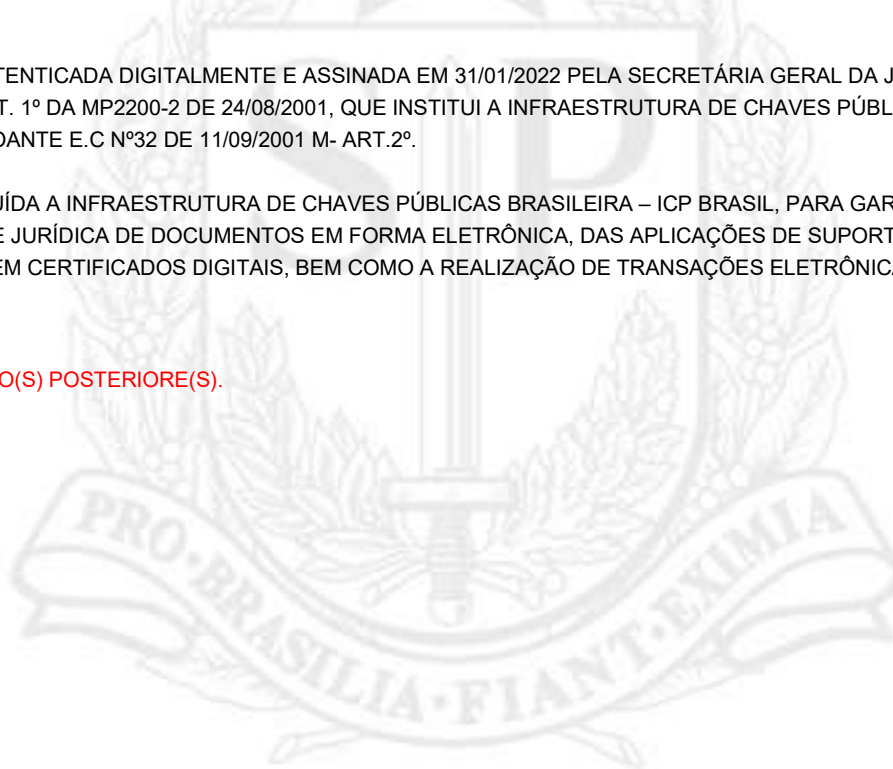 TENTICADA DIGITALMENTE E ASSINADA EM 31/01/2022 PELA SECRETÁRIA GERAL DA J
T. 1º DA MP2200-2 DE 24/08/2001, QUE INSTITUI A INFRAESTRUTURA DE CHAVES PÚBL
DANTE E.C Nº32 DE 11/09/2001 M- ART.2º.
UÍDA A INFRAESTRUTURA DE CHAVES PÚBLICAS BRASILEIRA – ICP BRASIL, PARA GAR
E JURÍDICA DE DOCUMENTOS EM FORMA ELETRÔNICA, DAS APLICAÇÕES DE SUPORT
EM CERTIFICADOS DIGITAIS, BEM COMO A REALIZAÇÃO DE TRANSAÇÕES ELETRÔNICA
O(S) POSTERIORE(S).
SP
PRO·BRASILIA·FIANT·EXIMIA